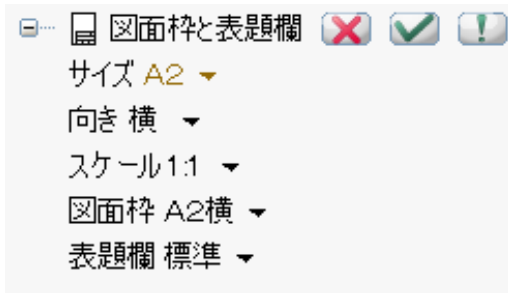 図面枠と表題欄
サイズ A2
向き 横
スケール 1:1
図面枠 A2横
表題欄 標準